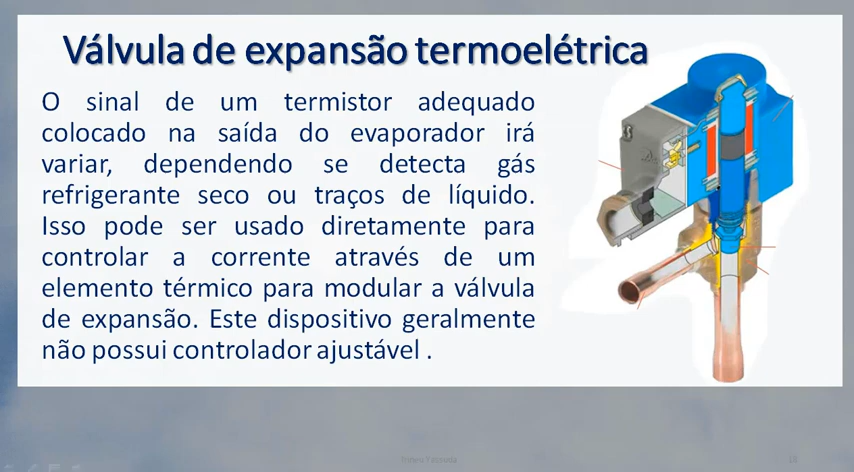 Válvula de expansão termoelétrica
O sinal de um termistor adequado
colocado na saída do evaporador irá
variar, dependendo se detecta gás
refrigerante seco ou traços de líquido.
Isso pode ser usado diretamente para
controlar a corrente através de um
elemento térmico para modular a válvula
de expansão. Este dispositivo geralmente
não possui controlador ajustável .